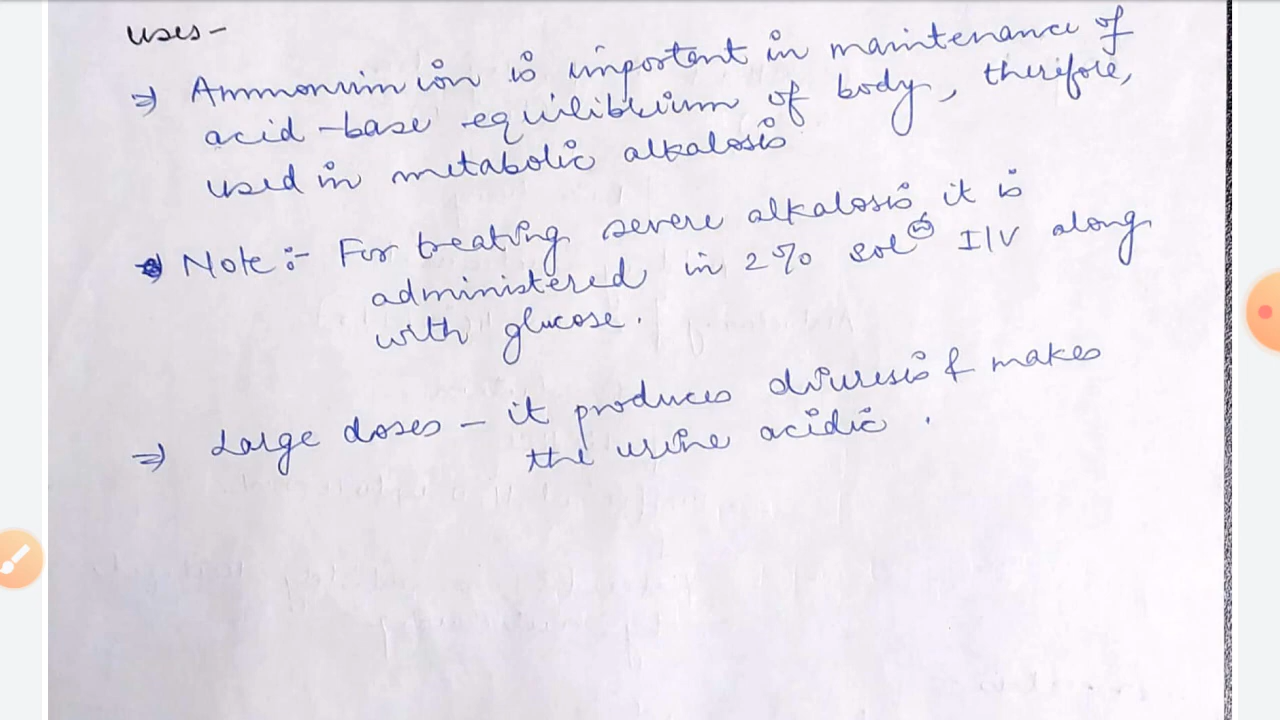 uses-
⇒ Ammonium ion is important in maintenance of
acid-base equilibrium of body, therefore,
used in metabolic alkalosis
Note:- For treating severe alkalosis, it is
administered in 2% solⁿ I/V along
with glucose.
⇒ Large doses - it produces diuresis & makes
the urine acidic.